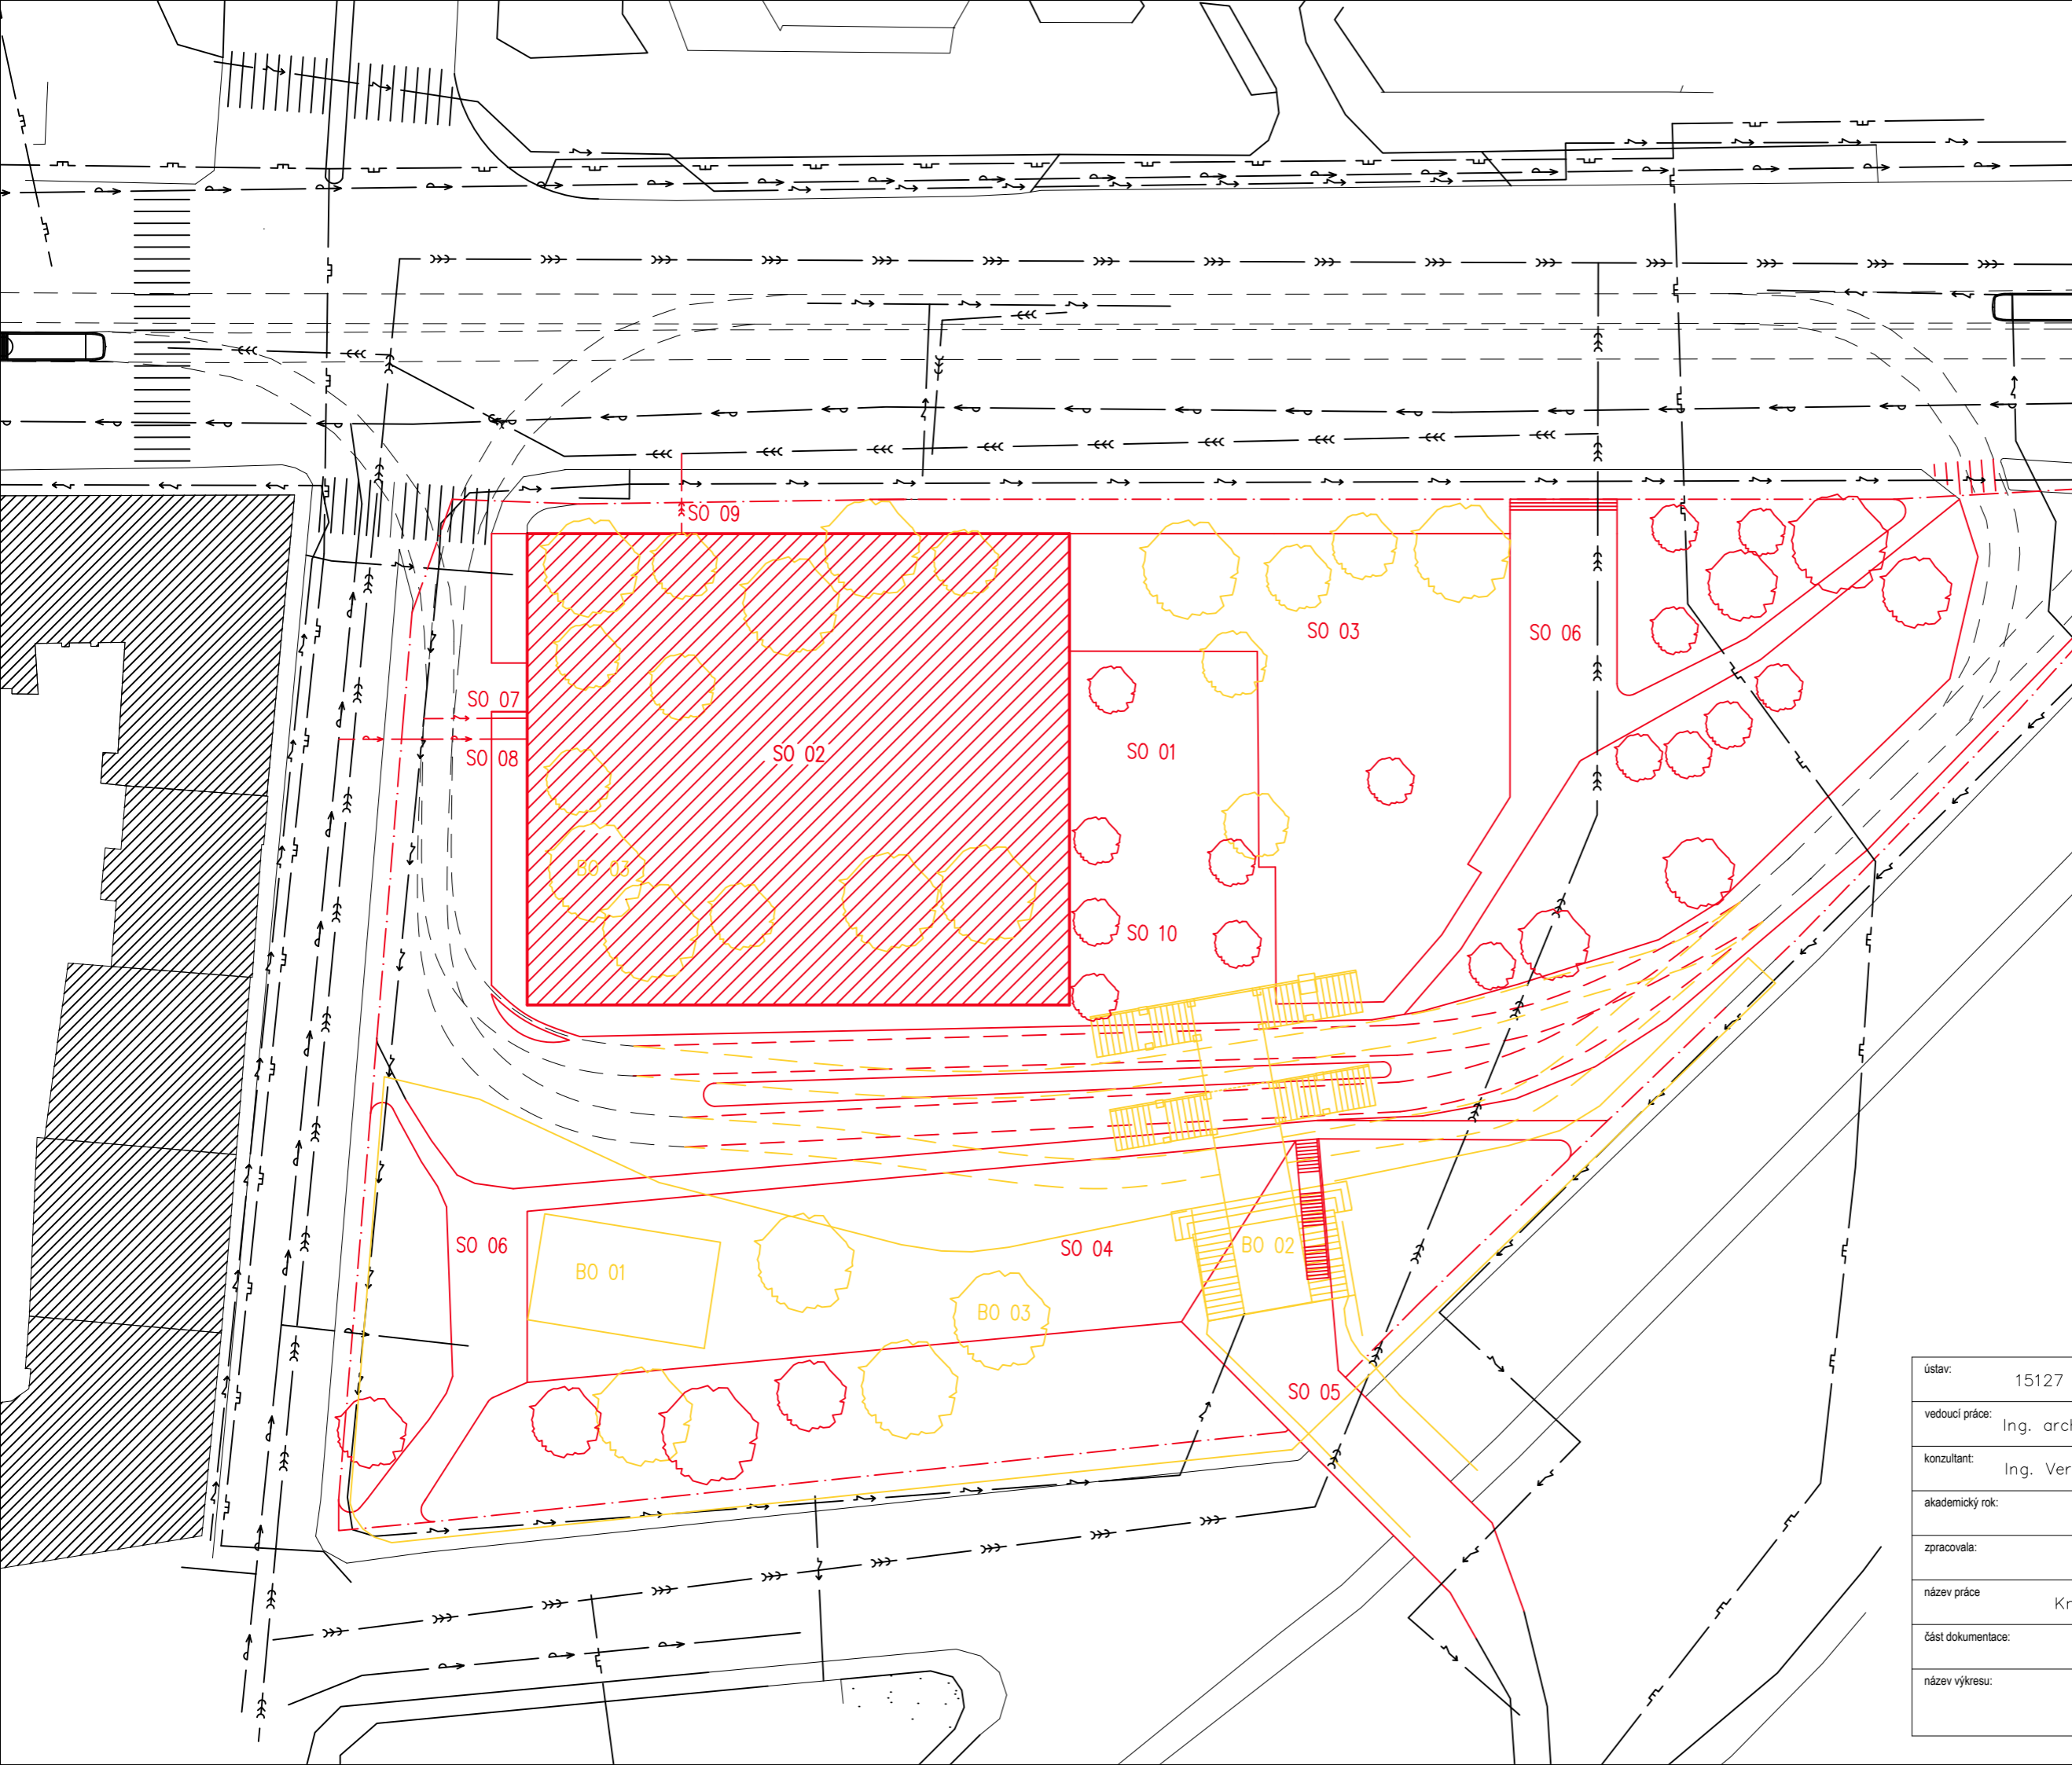 SO 09
SO 03
SO 06
SO 07
SO 08
SO 02
SO 01
BO 03
SO 10
SO 06
BO 01
SO 04
BO 02
BO 03
SO 05
ústav:
15127
vedoucí práce:
Ing. arch
konzultant:
Ing. Ver
akademický rok:
zpracovala:
název práce
Kn
část dokumentace:
název výkresu: